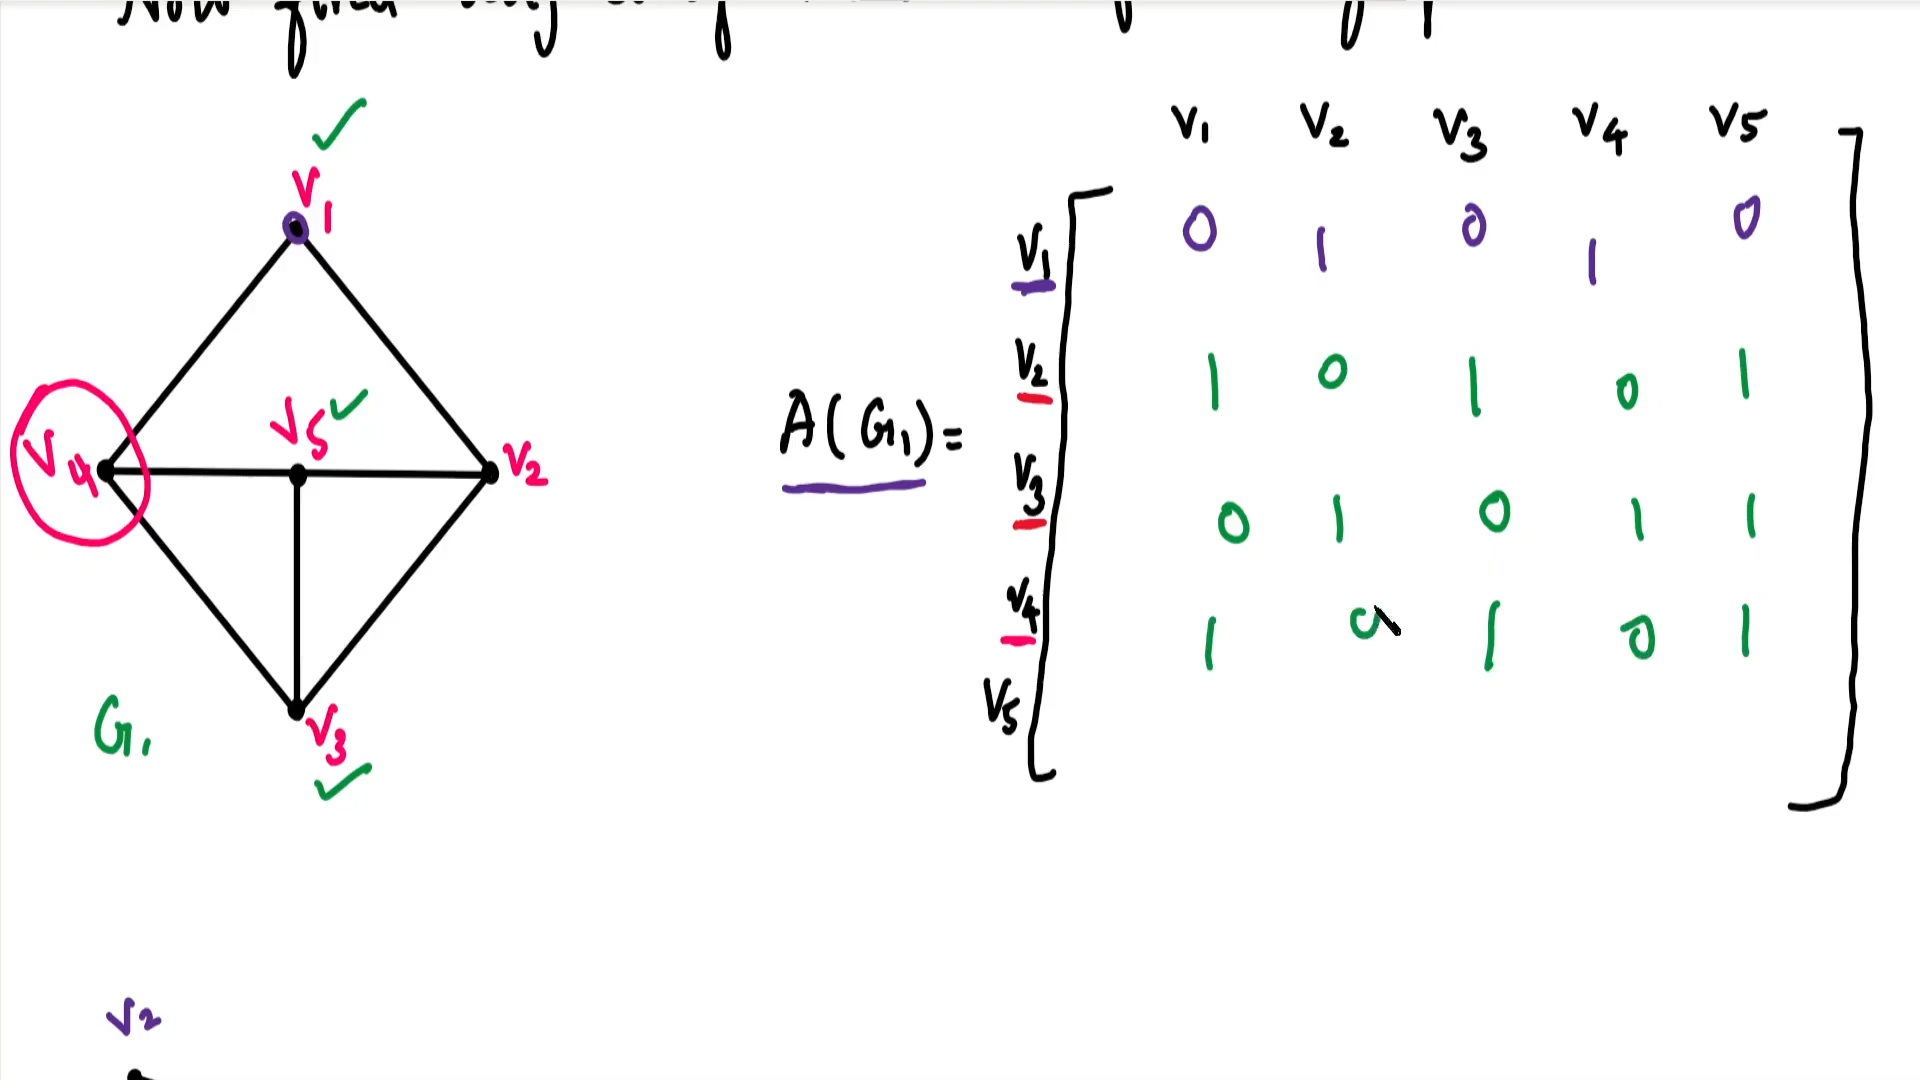 Now
V1
V4
V5
V2
V3
G1
A(G1)=
V1 V2 V3 V4 V5
V1 0 1 0 1 0
V2 1 0 1 0 1
V3 0 1 0 1 1
V4 1 0 1 0 1
V5
V2